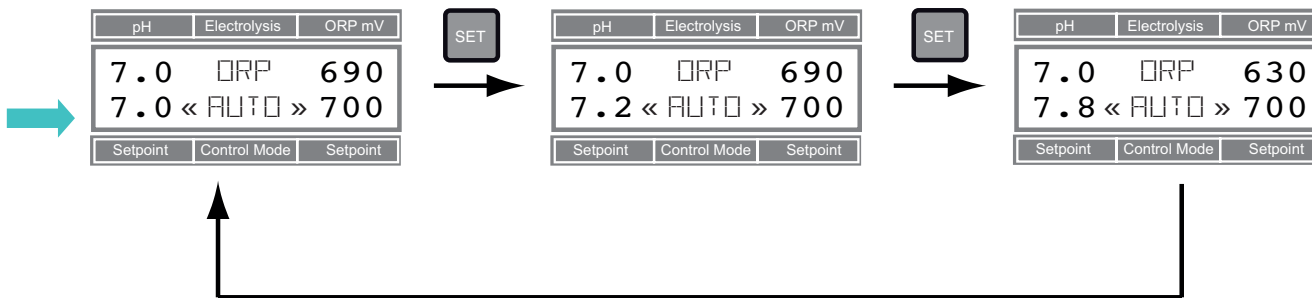 pH Electrolysis ORP mV
7.0 ORP 690
7.0 « AUTO » 700
Setpoint Control Mode Setpoint
SET
pH Electrolysis ORP mV
7.0 ORP 690
7.2 « AUTO » 700
Setpoint Control Mode Setpoint
SET
pH Electrolysis ORP mV
7.0 ORP 630
7.8 « AUTO » 700
Setpoint Control Mode Setpoint